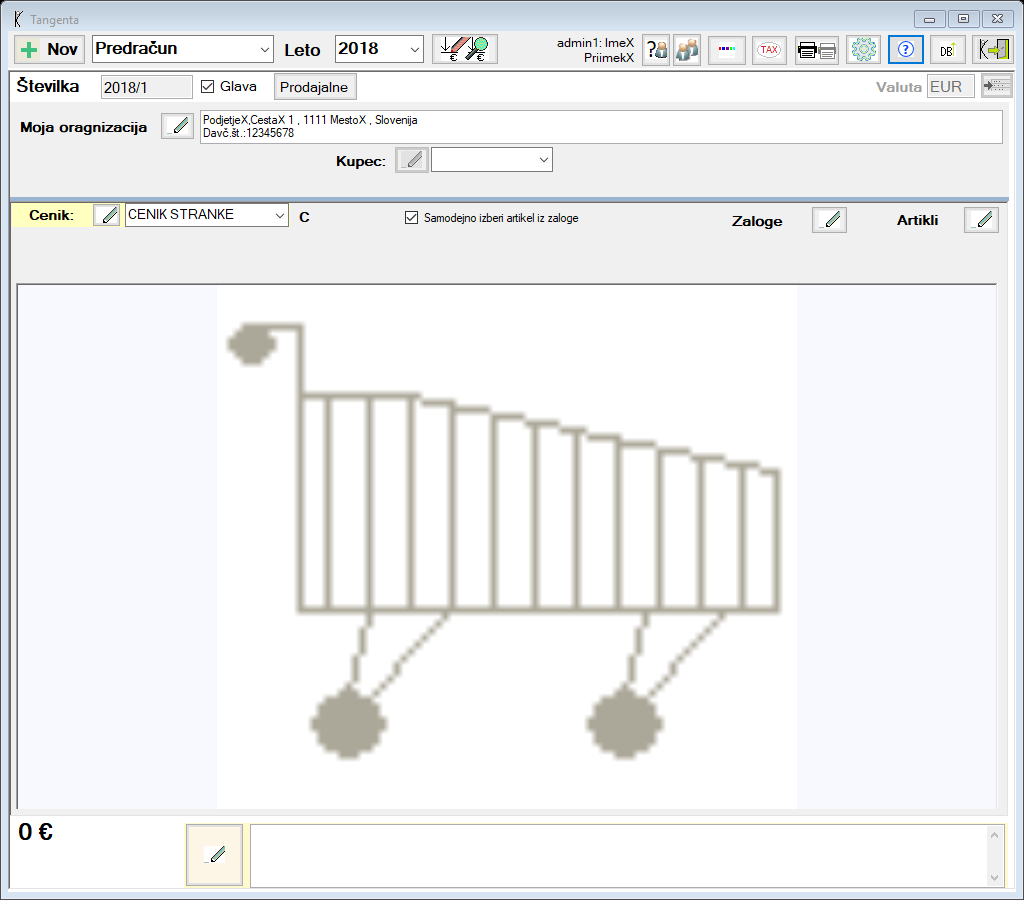 Tangenta
Nov
Predračun
Leto
2018
€ €
admin1: ImeX
PriimekX
?
TAX
?
DB
Številka
2018/1
Glava
Prodajalne
Valuta
EUR
Moja oragnizacija
PodjetjeX,CestaX 1 , 1111 MestoX , Slovenija
Davč.št.:12345678
Kupec:
Cenik:
CENIK STRANKE
C
Samodejno izberi artikel iz zaloge
Zaloge
Artikli
0 €